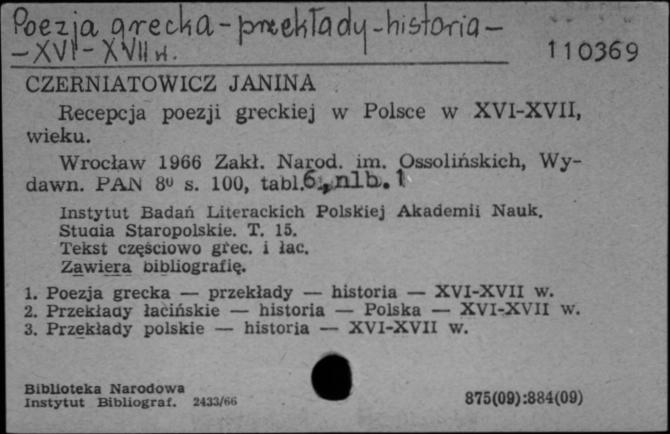 Poezja grecka - przekłady - historia -
- XVI - XVII w.
110369
CZERNIATOWICZ JANINA
Recepcja poezji greckiej w Polsce w XVI-XVII,
wieku.
Wrocław 1966 Zakł. Narod. im. Ossolińskich, Wy-
dawn. PAN 8º s. 100, tabl. 6, nlb. 1
Instytut Badań Literackich Polskiej Akademii Nauk.
Studia Staropolskie. T. 15.
Tekst częściowo grec. i łac.
Zawiera bibliografię.
1. Poezja grecka — przekłady — historia — XVI-XVII w.
2. Przekłady łacińskie — historia — Polska — XVI-XVII w.
3. Przekłady polskie — historia — XVI-XVII w.
Biblioteka Narodowa
Instytut Bibliograf. 2433/66
875(09):884(09)